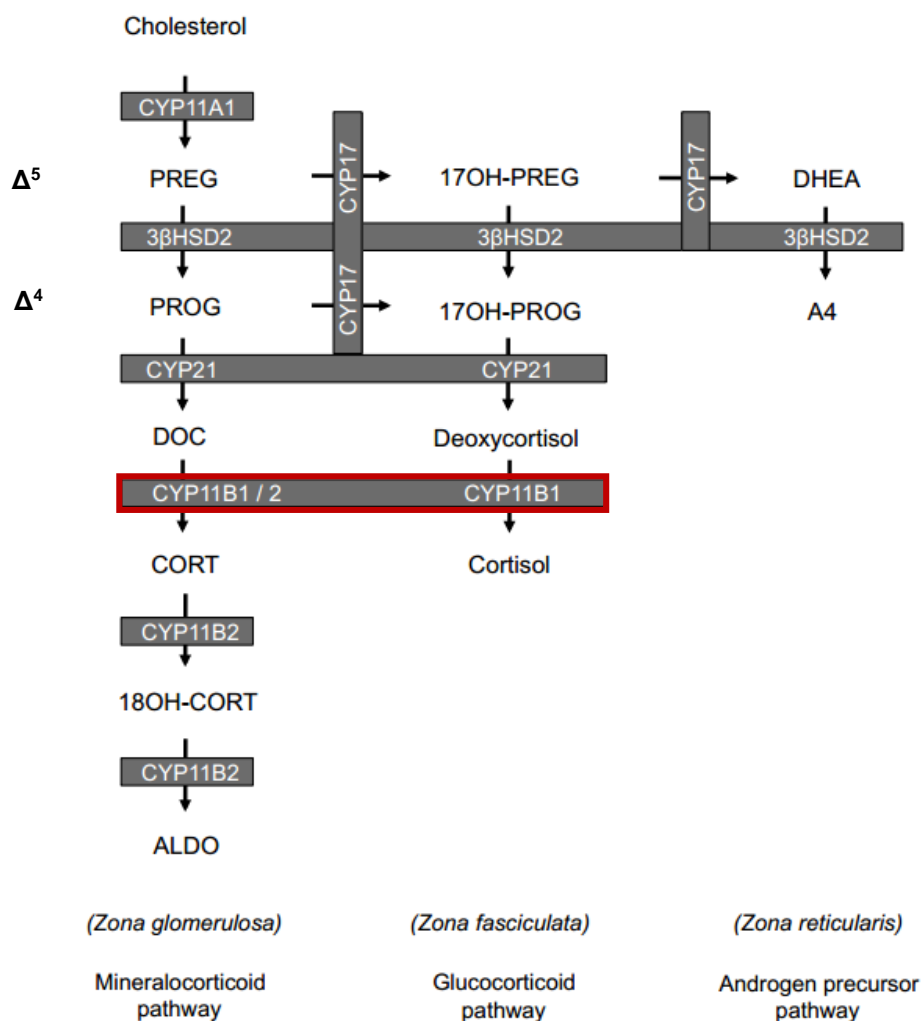 Cholesterol
CYP11A1
CYP17
CYP17
Δ⁵
PREG
17OH-PREG
DHEA
3βHSD2
3βHSD2
3βHSD2
CYP17
Δ⁴
PROG
17OH-PROG
A4
CYP21
CYP21
DOC
Deoxycortisol
CYP11B1 / 2
CYP11B1
CORT
Cortisol
CYP11B2
18OH-CORT
CYP11B2
ALDO
(Zona glomerulosa)
(Zona fasciculata)
(Zona reticularis)
Mineralocorticoid
pathway
Glucocorticoid
pathway
Androgen precursor
pathway